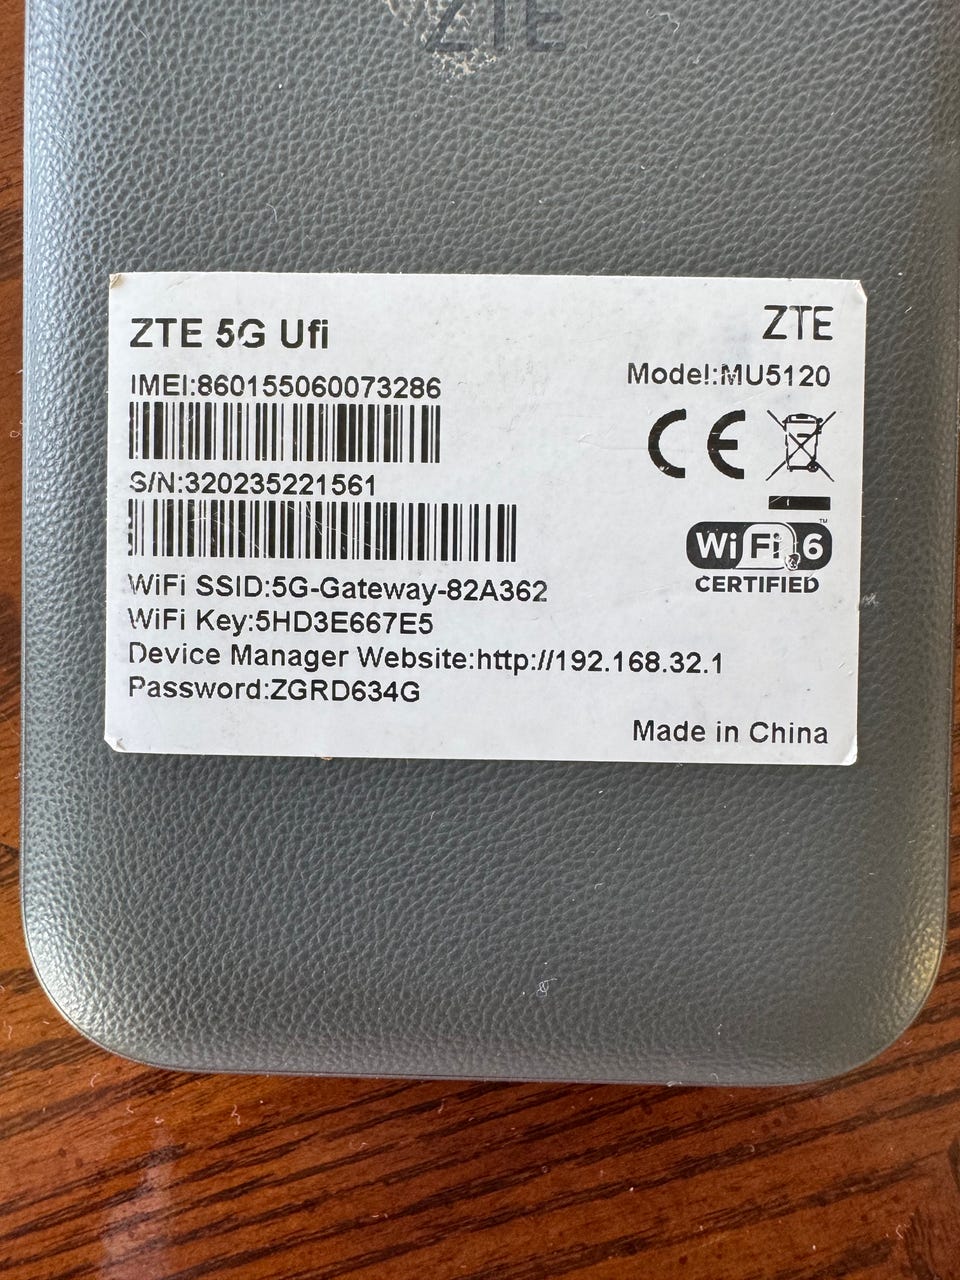 ZTE
ZTE 5G Ufi
ZTE
IMEI:860155060073286
Model:MU5120
S/N:320235221561
WiFi 6
™
CERTIFIED
WiFi SSID:5G-Gateway-82A362
WiFi Key:5HD3E667E5
Device Manager Website:http://192.168.32.1
Password:ZGRD634G
Made in China